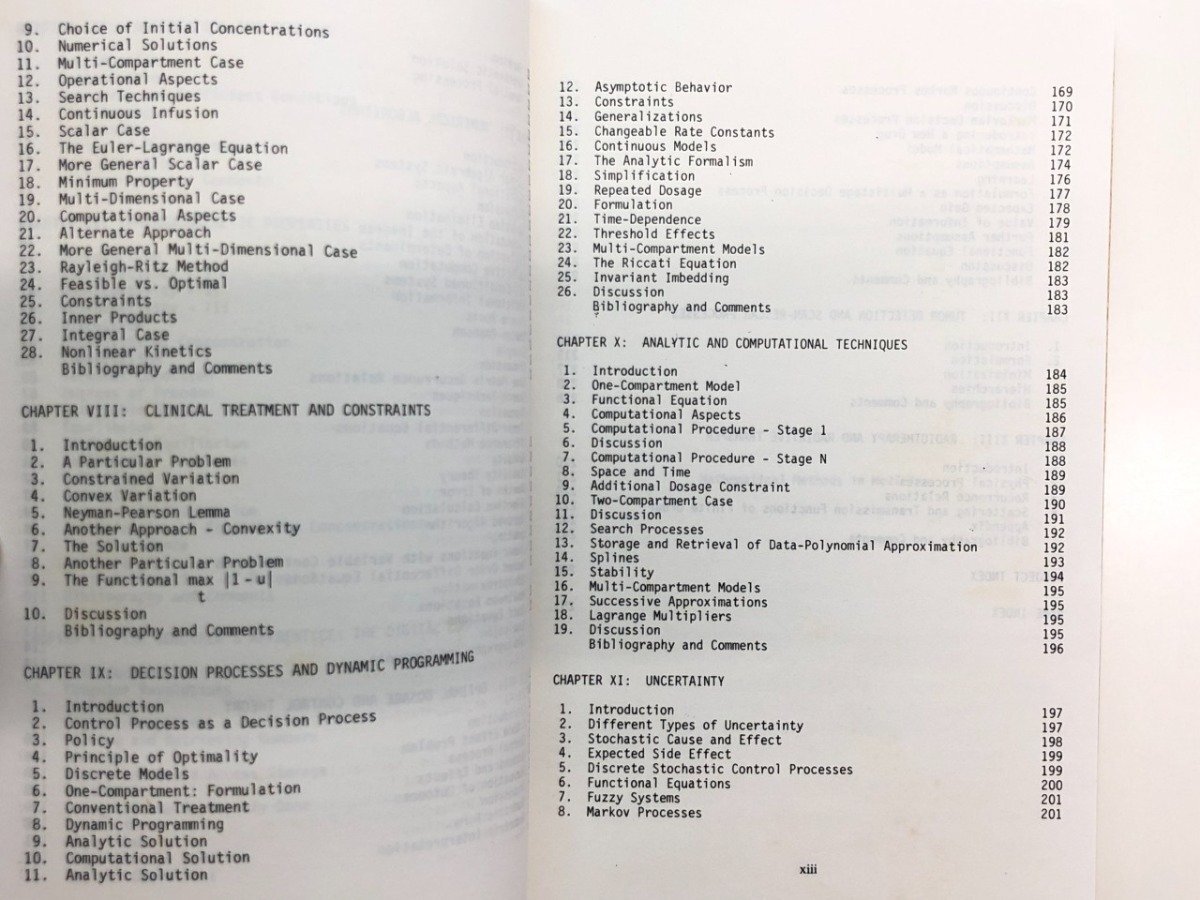 9. Choice of Initial Concentrations
10. Numerical Solutions
11. Multi-Compartment Case
12. Operational Aspects
13. Search Techniques
14. Continuous Infusion
15. Scalar Case
16. The Euler-Lagrange Equation
17. More General Scalar Case
18. Minimum Property
19. Multi-Dimensional Case
20. Computational Aspects
21. Alternate Approach
22. More General Multi-Dimensional Case
23. Rayleigh-Ritz Method
24. Feasible vs. Optimal
25. Constraints
26. Inner Products
27. Integral Case
28. Nonlinear Kinetics
Bibliography and Comments
CHAPTER VIII: CLINICAL TREATMENT AND CONSTRAINTS
1. Introduction
2. A Particular Problem
3. Constrained Variation
4. Convex Variation
5. Neyman-Pearson Lemma
6. Another Approach - Convexity
7. The Solution
8. Another Particular Problem
9. The Functional max |1-u|
t
10. Discussion
Bibliography and Comments
CHAPTER IX: DECISION PROCESSES AND DYNAMIC PROGRAMMING
1. Introduction
2. Control Process as a Decision Process
3. Policy
4. Principle of Optimality
5. Discrete Models
6. One-Compartment: Formulation
7. Conventional Treatment
8. Dynamic Programming
9. Analytic Solution
10. Computational Solution
11. Analytic Solution
12. Asymptotic Behavior 169
13. Constraints 170
14. Generalizations 171
15. Changeable Rate Constants 172
16. Continuous Models 172
17. The Analytic Formalism 174
18. Simplification 176
19. Repeated Dosage 177
20. Formulation 178
21. Time-Dependence 179
22. Threshold Effects 181
23. Multi-Compartment Models 182
24. The Riccati Equation 182
25. Invariant Imbedding 183
26. Discussion 183
Bibliography and Comments 183
CHAPTER X: ANALYTIC AND COMPUTATIONAL TECHNIQUES
1. Introduction 184
2. One-Compartment Model 185
3. Functional Equation 185
4. Computational Aspects 186
5. Computational Procedure - Stage 1 187
6. Discussion 188
7. Computational Procedure - Stage N 188
8. Space and Time 189
9. Additional Dosage Constraint 189
10. Two-Compartment Case 190
11. Discussion 191
12. Search Processes 192
13. Storage and Retrieval of Data-Polynomial Approximation 192
14. Splines 193
15. Stability 194
16. Multi-Compartment Models 195
17. Successive Approximations 195
18. Lagrange Multipliers 195
19. Discussion 195
Bibliography and Comments 196
CHAPTER XI: UNCERTAINTY
1. Introduction 197
2. Different Types of Uncertainty 197
3. Stochastic Cause and Effect 198
4. Expected Side Effect 199
5. Discrete Stochastic Control Processes 199
6. Functional Equations 200
7. Fuzzy Systems 201
8. Markov Processes 201
xiii